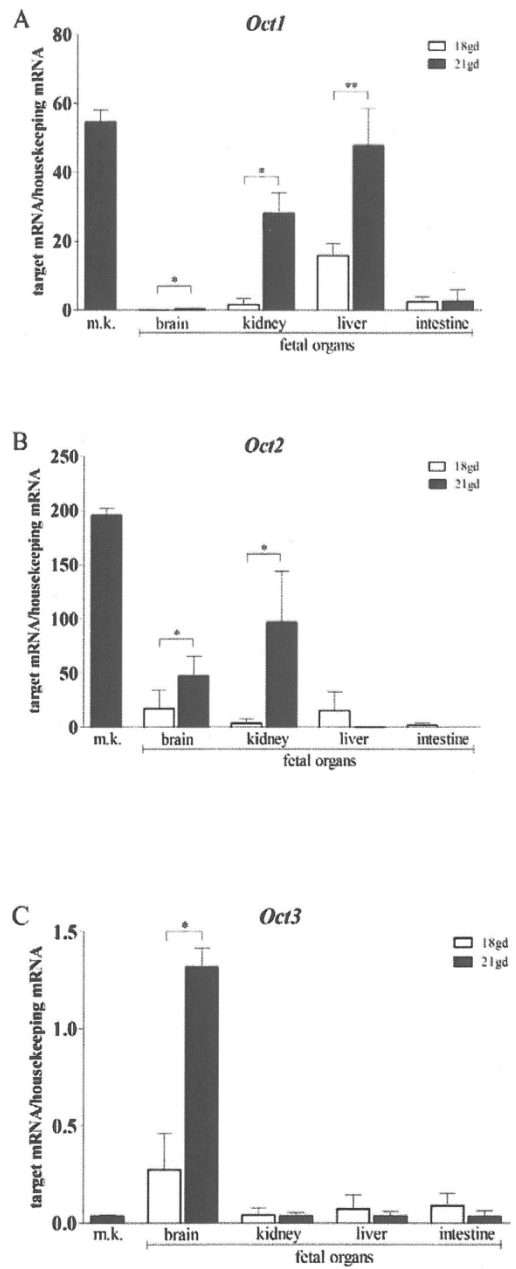 A
Oct1
target mRNA/housekeeping mRNA
80
60
40
20
0
18gd
21gd
*
*
**
m.k.
brain
kidney
liver
intestine
fetal organs
B
Oct2
target mRNA/housekeeping mRNA
250
200
150
100
50
0
18gd
21gd
*
*
m.k.
brain
kidney
liver
intestine
fetal organs
C
Oct3
target mRNA/housekeeping mRNA
1.5
1.0
0.5
0.0
18gd
21gd
*
m.k.
brain
kidney
liver
intestine
fetal organs